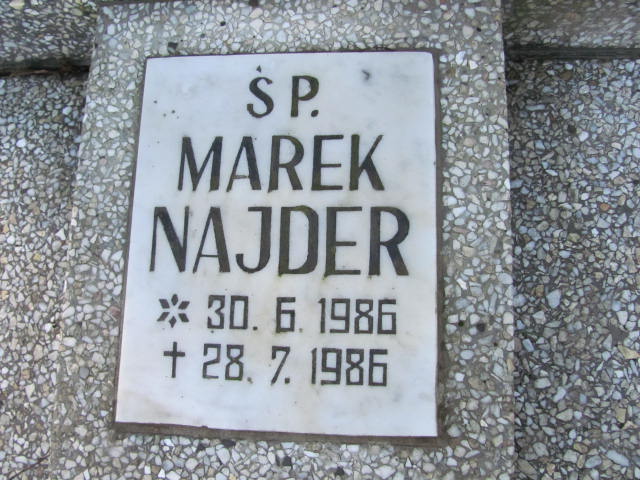 Ś P.
MAREK
NAJDER
* 30. 6. 1986
† 28. 7. 1986